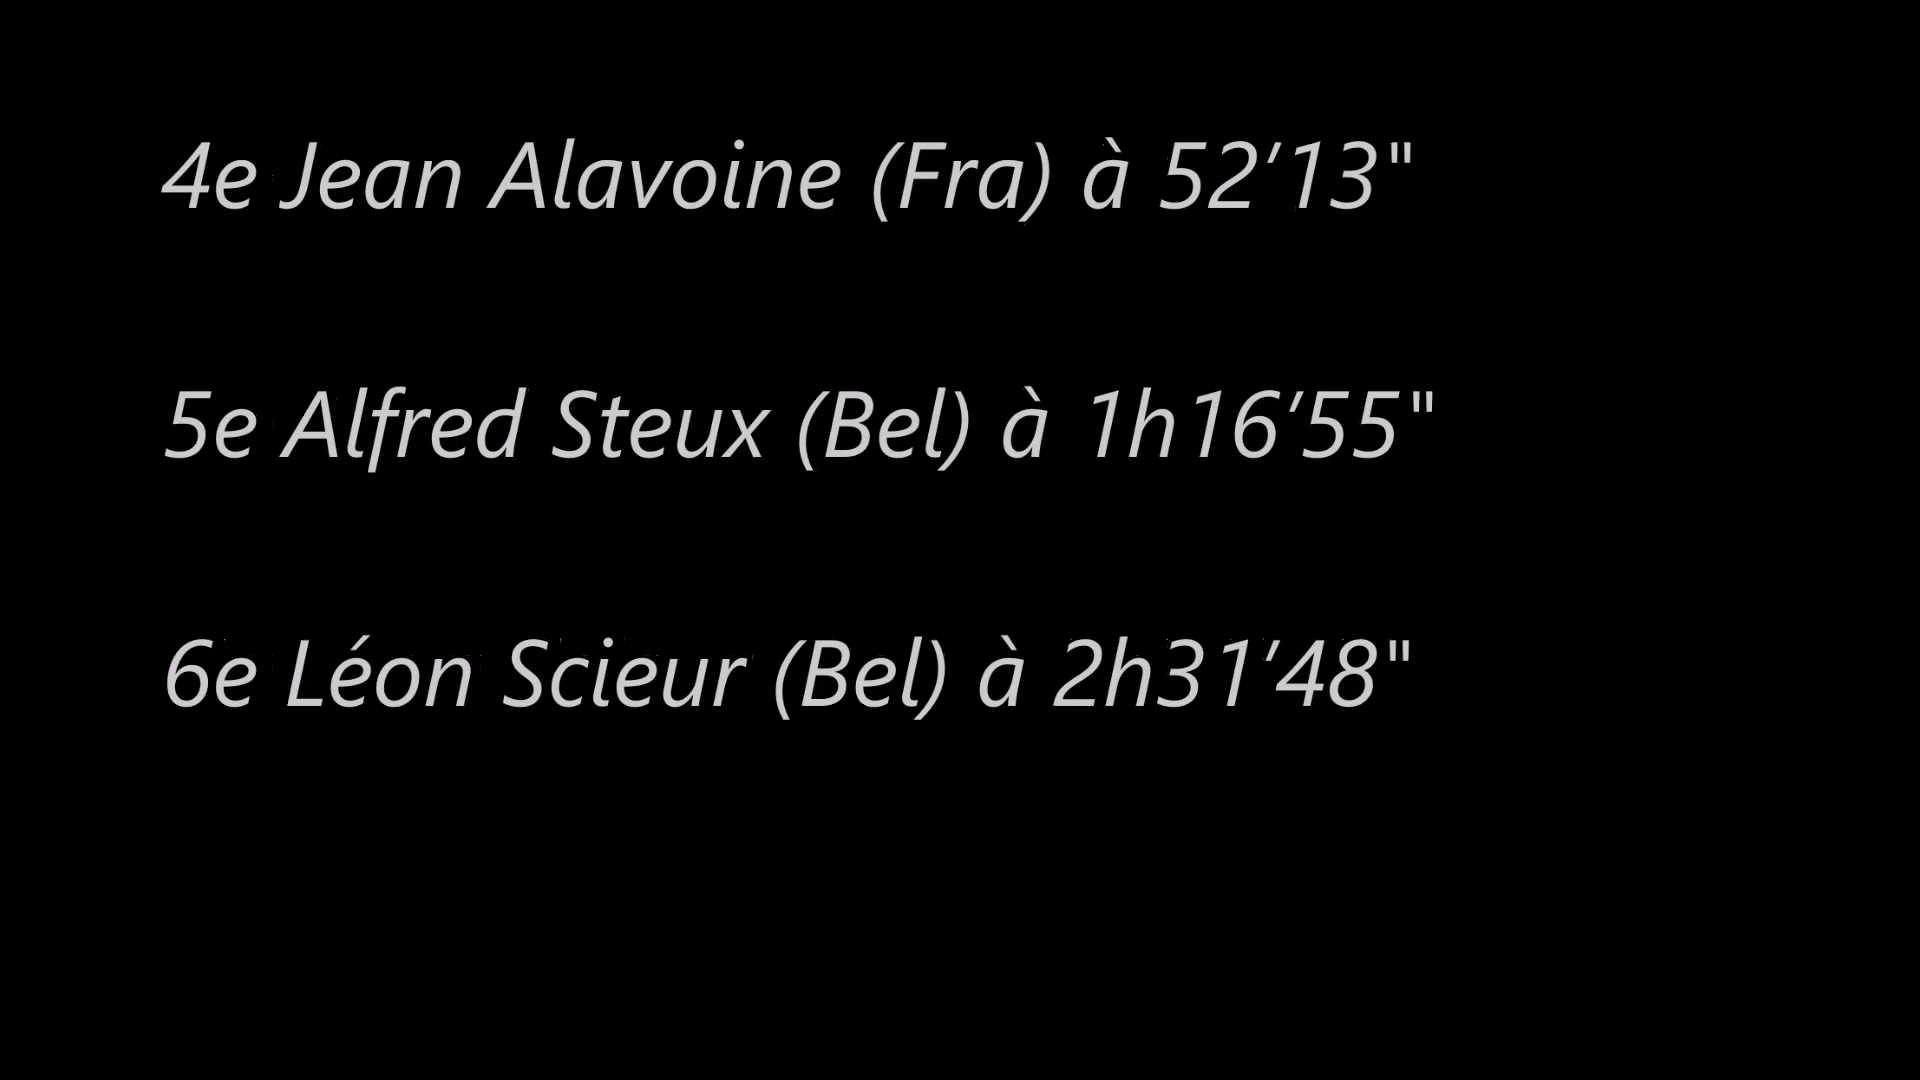 4e Jean Alavoine (Fra) à 52’13"
5e Alfred Steux (Bel) à 1h16’55"
6e Léon Scieur (Bel) à 2h31’48"